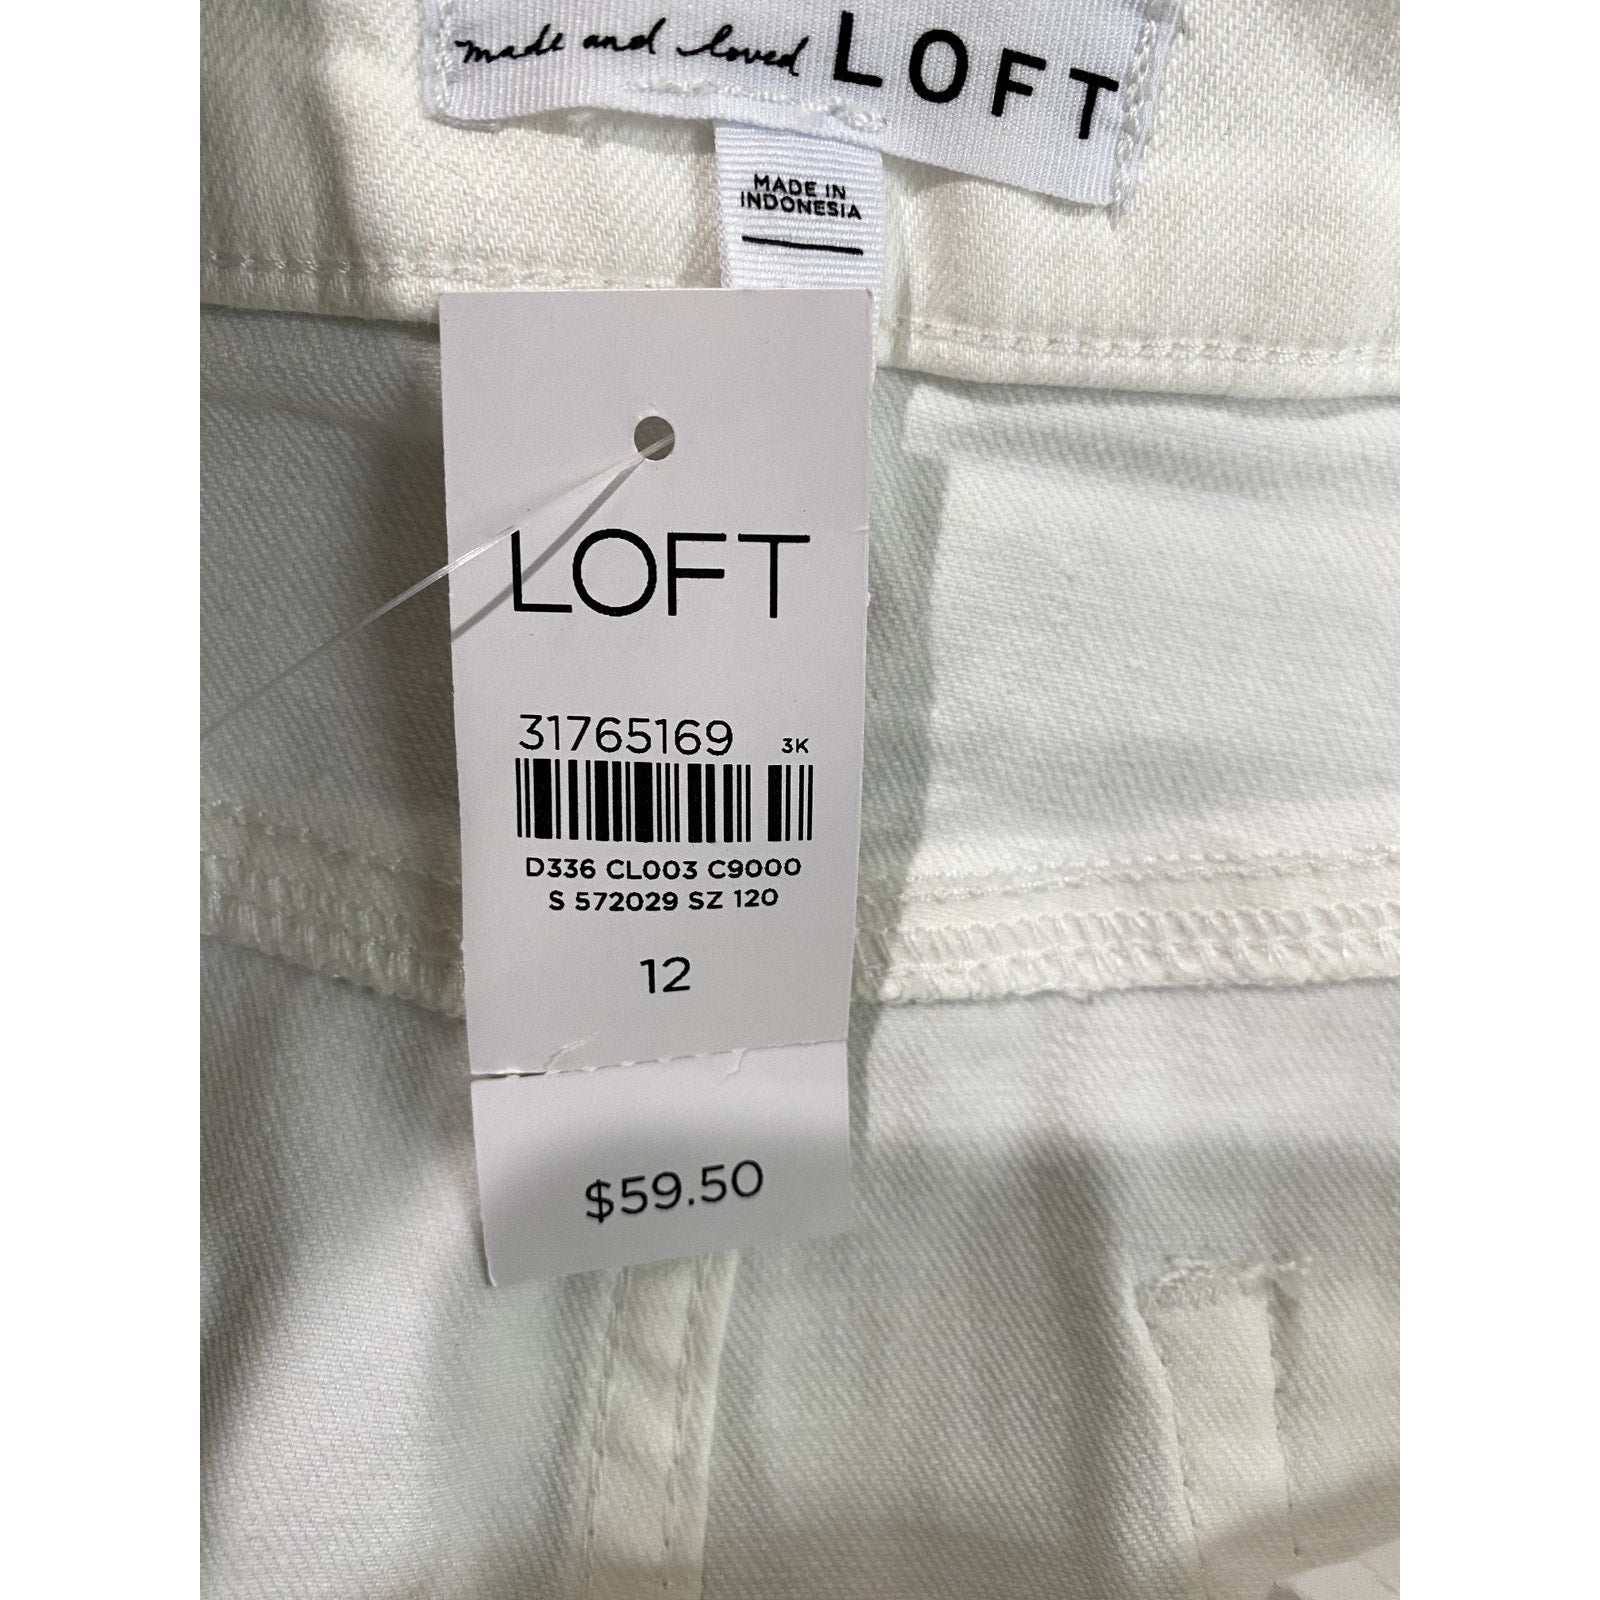 made and loved LOFT
MADE IN
INDONESIA
LOFT
31765169 3K
D336 CL003 C9000
S 572029 SZ 120
12
$59.50